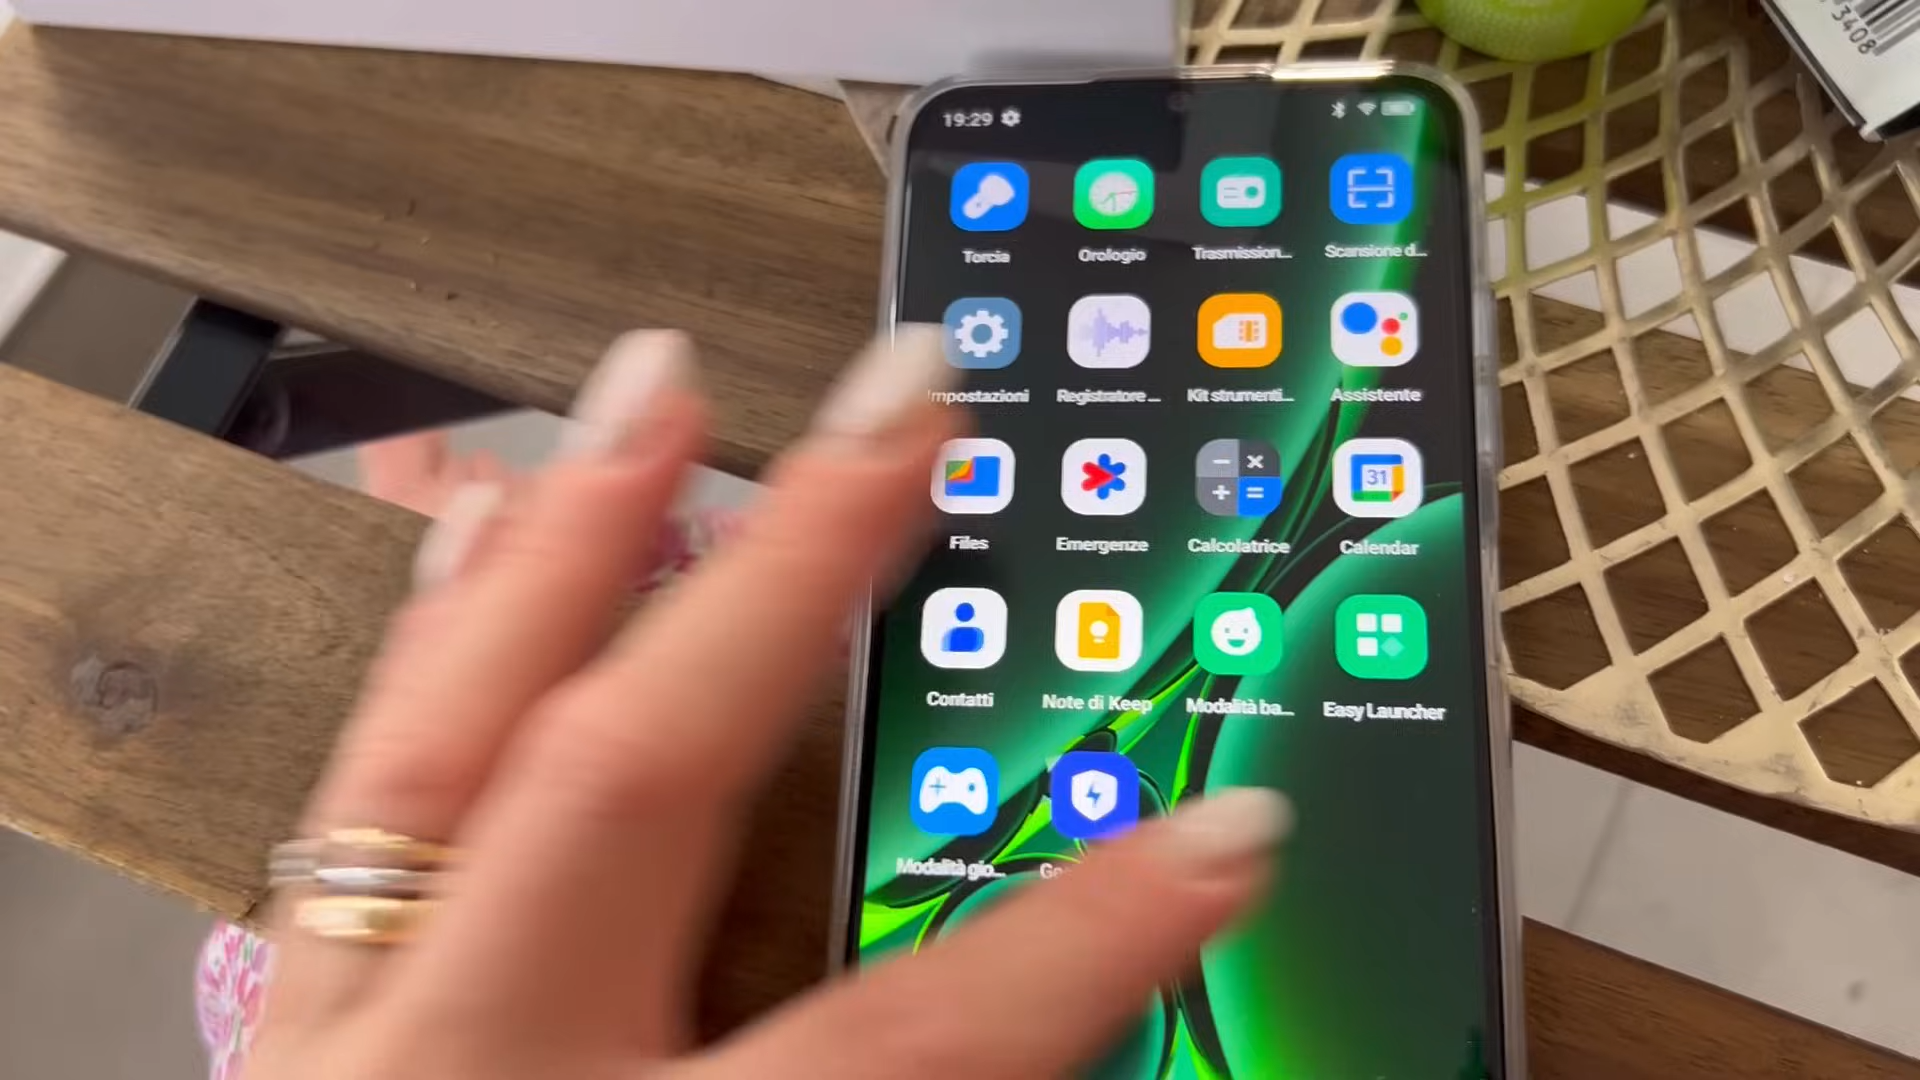 3408
19:29
Torcia Orologio Trasmission... Scansione d...
Impostazioni Registratore ... Kit strumenti... Assistente
31
Files Emergenze Calcolatrice Calendar
Contatti Note di Keep Modalità ba... Easy Launcher
Modalità gio...